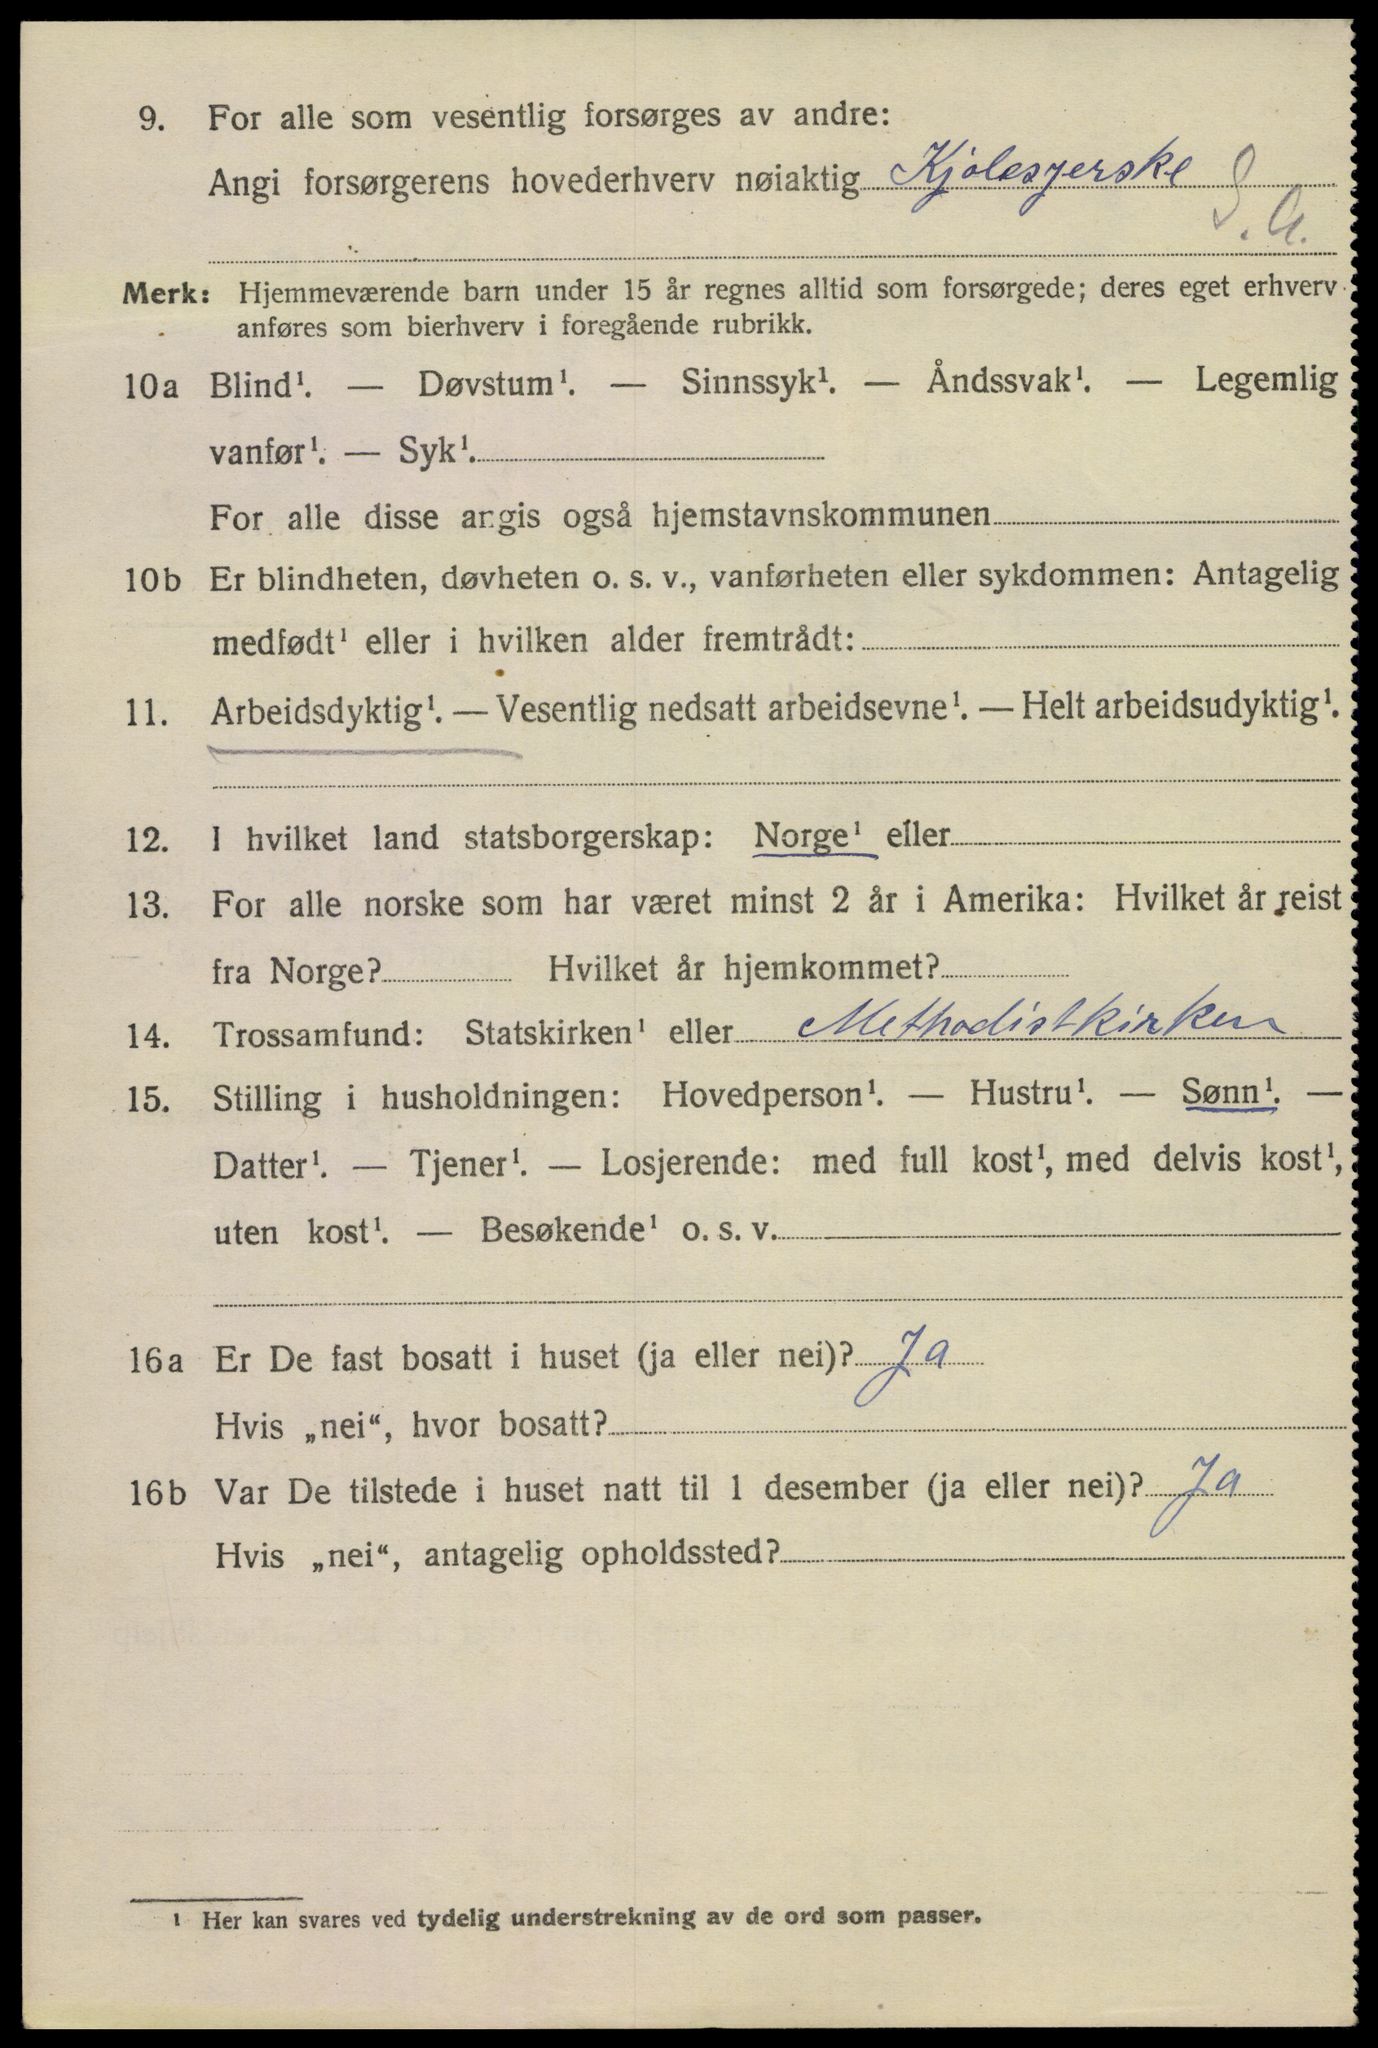 9. For alle som vesentlig forsørges av andre:
Angi forsørgerens hovederhverv nøiaktig Kjolesyerske
S.A.
Merk: Hjemmeværende barn under 15 år regnes alltid som forsørgede; deres eget erhverv
anføres som bierhverv i foregående rubrikk.
10a Blind¹. — Døvstum¹. — Sinnssyk¹. — Åndssvak¹. — Legemlig
vanfør¹. — Syk¹.
For alle disse angis også hjemstavnskommunen
10b Er blindheten, døvheten o. s. v., vanførheten eller sykdommen: Antagelig
medfødt¹ eller i hvilken alder fremtrådt:
11. Arbeidsdyktig¹. — Vesentlig nedsatt arbeidsevne¹. — Helt arbeidsudyktig¹.
12. I hvilket land statsborgerskap: Norge¹ eller
13. For alle norske som har været minst 2 år i Amerika: Hvilket år reist
fra Norge? Hvilket år hjemkommet?
14. Trossamfund: Statskirken¹ eller Methodistkirken
15. Stilling i husholdningen: Hovedperson¹. — Hustru¹. — Sønn¹. —
Datter¹. — Tjener¹. — Losjerende: med full kost¹, med delvis kost¹,
uten kost¹. — Besøkende¹ o. s. v.
16a Er De fast bosatt i huset (ja eller nei)? Ja
Hvis „nei“, hvor bosatt?
16b Var De tilstede i huset natt til 1 desember (ja eller nei)? Ja
Hvis „nei“, antagelig opholdssted?
¹ Her kan svares ved tydelig understrekning av de ord som passer.